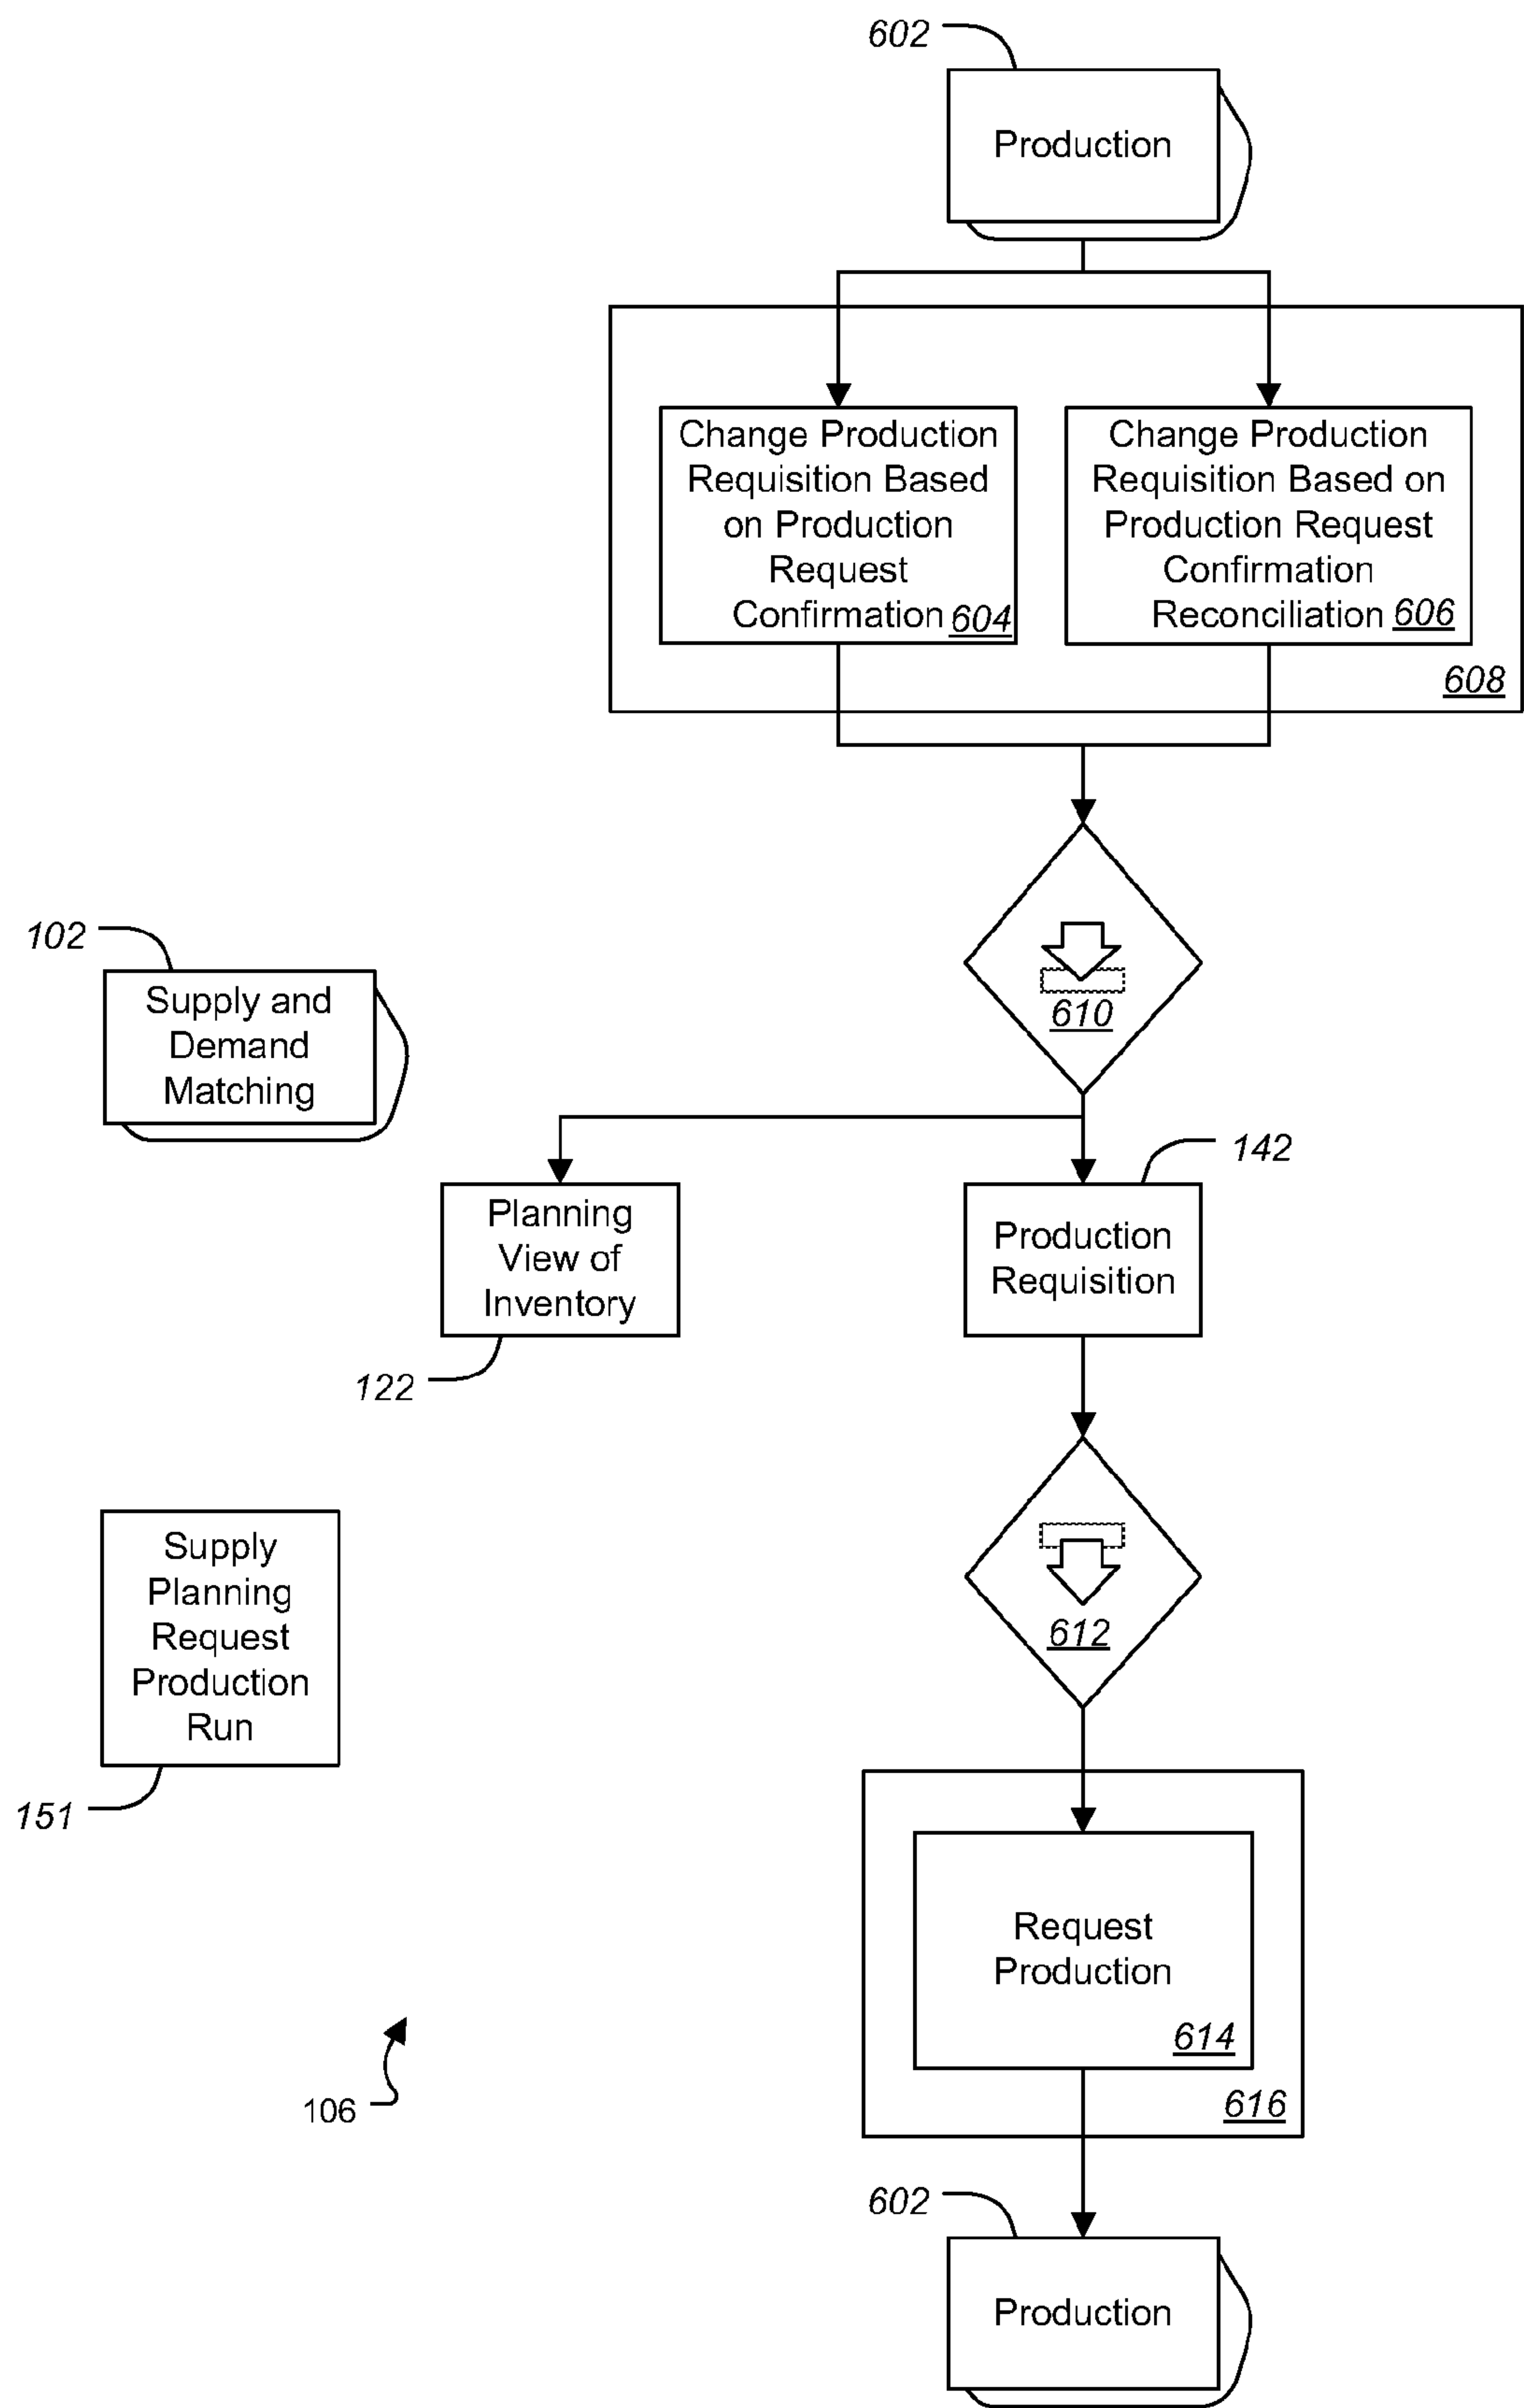 602
Production
Change Production
Requisition Based
on Production
Request
Confirmation 604
Change Production
Requisition Based on
Production Request
Confirmation
Reconciliation 606
608
610
102
Supply and
Demand
Matching
142
Planning
View of
Inventory
122
Production
Requisition
612
Supply
Planning
Request
Production
Run
151
Request
Production
614
616
106
602
Production